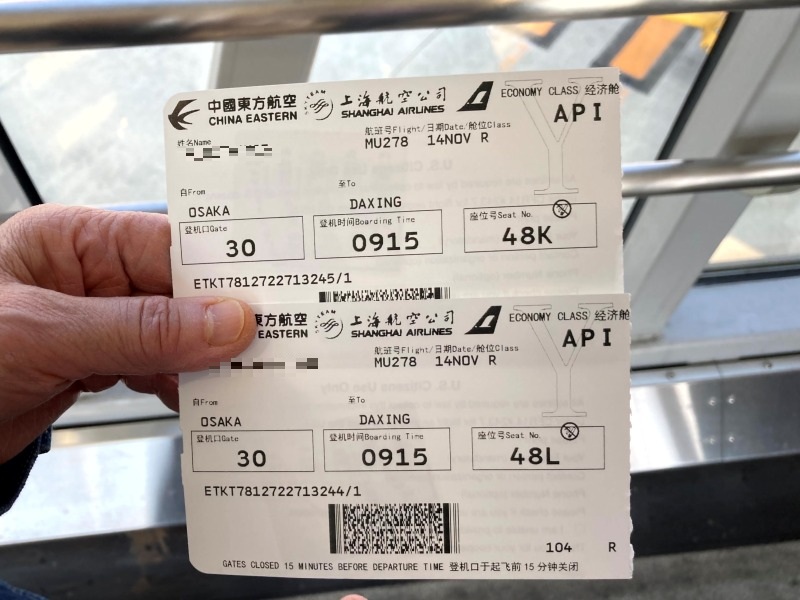 中國東方航空 上海航空公司 ECONOMY CLASS 经济舱
CHINA EASTERN SHANGHAI AIRLINES API
姓名Name 航班号Flight/日期Date/舱位Class
MU278 14NOV R
自From 至To
OSAKA DAXING
登机口Gate 登机时间Boarding Time 座位号Seat No.
30 0915 48K
ETKT7812722713245/1
東方航空 上海航空公司 ECONOMY CLASS 经济舱
EASTERN SHANGHAI AIRLINES API
航班号Flight/日期Date/舱位Class
MU278 14NOV R
自From 至To
OSAKA DAXING
登机口Gate 登机时间Boarding Time 座位号Seat No.
30 0915 48L
ETKT7812722713244/1
104 R
GATES CLOSED 15 MINUTES BEFORE DEPARTURE TIME 登机口于起飞前15分钟关闭